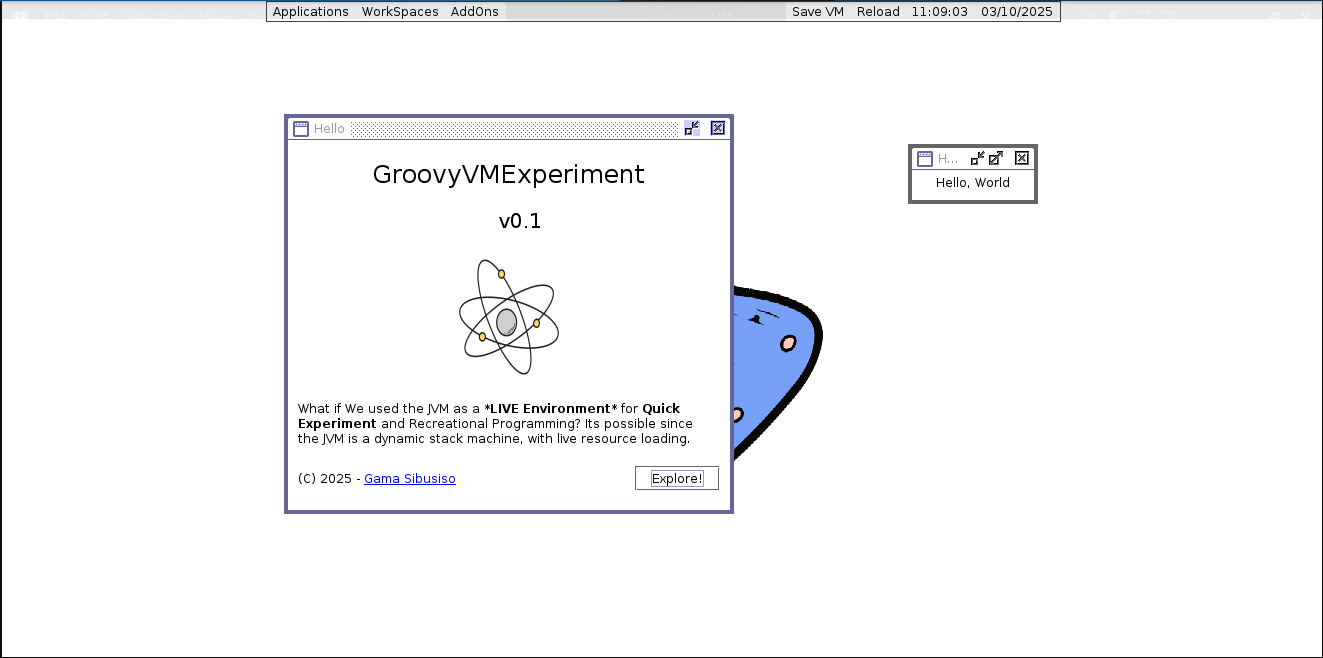 Applications WorkSpaces AddOns
Save VM Reload 11:09:03 03/10/2025
Hello
GroovyVMExperiment
v0.1
What if We used the JVM as a *LIVE Environment* for Quick
Experiment and Recreational Programming? Its possible since
the JVM is a dynamic stack machine, with live resource loading.
(C) 2025 - Gama Sibusiso
Explore!
H...
Hello, World